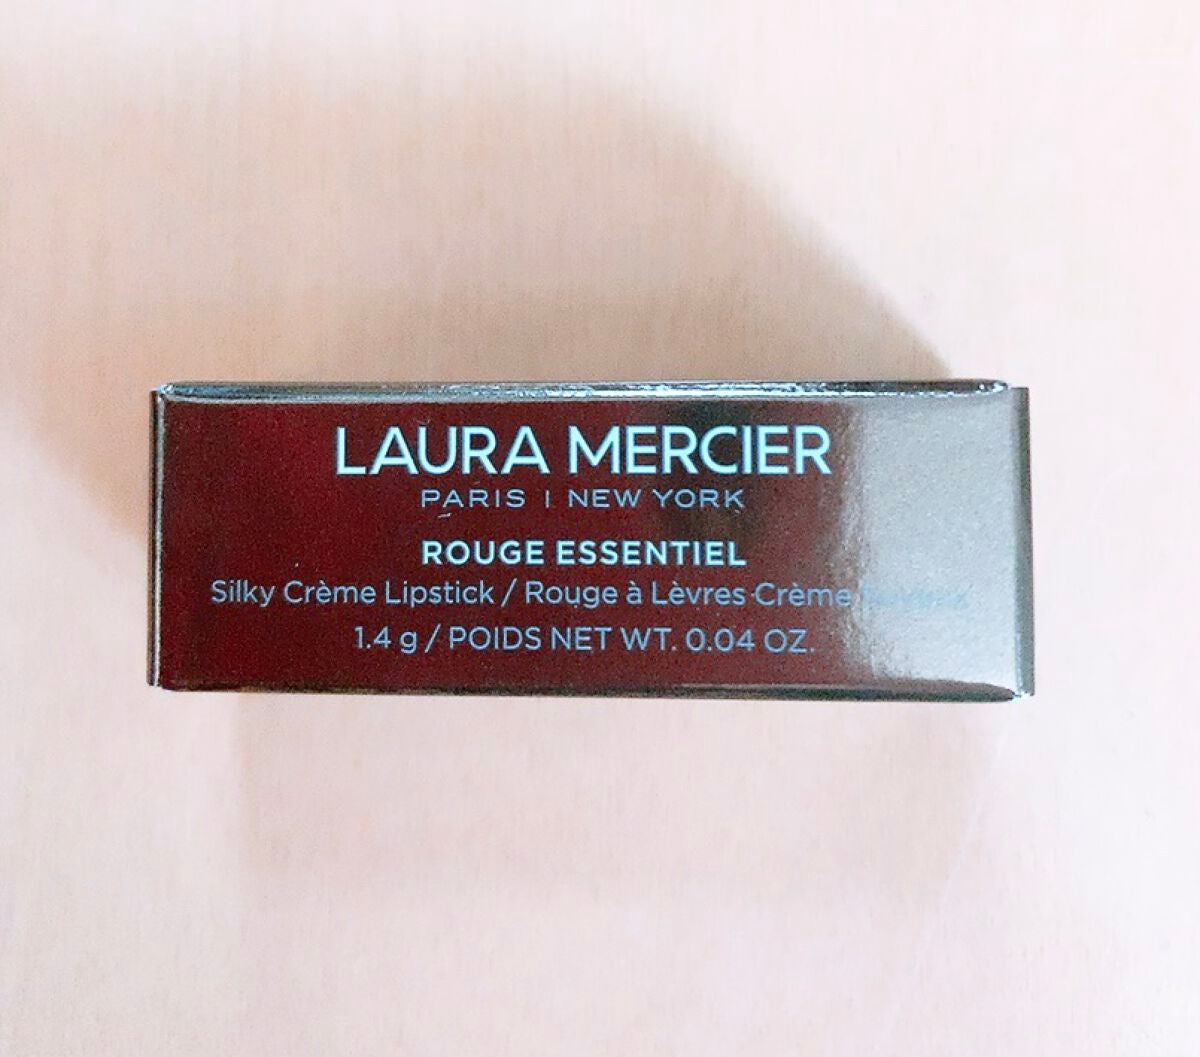 LAURA MERCIER
PARIS | NEW YORK
ROUGE ESSENTIEL
Silky Crème Lipstick / Rouge à Lèvres Crème
1.4 g / POIDS NET WT. 0.04 OZ.